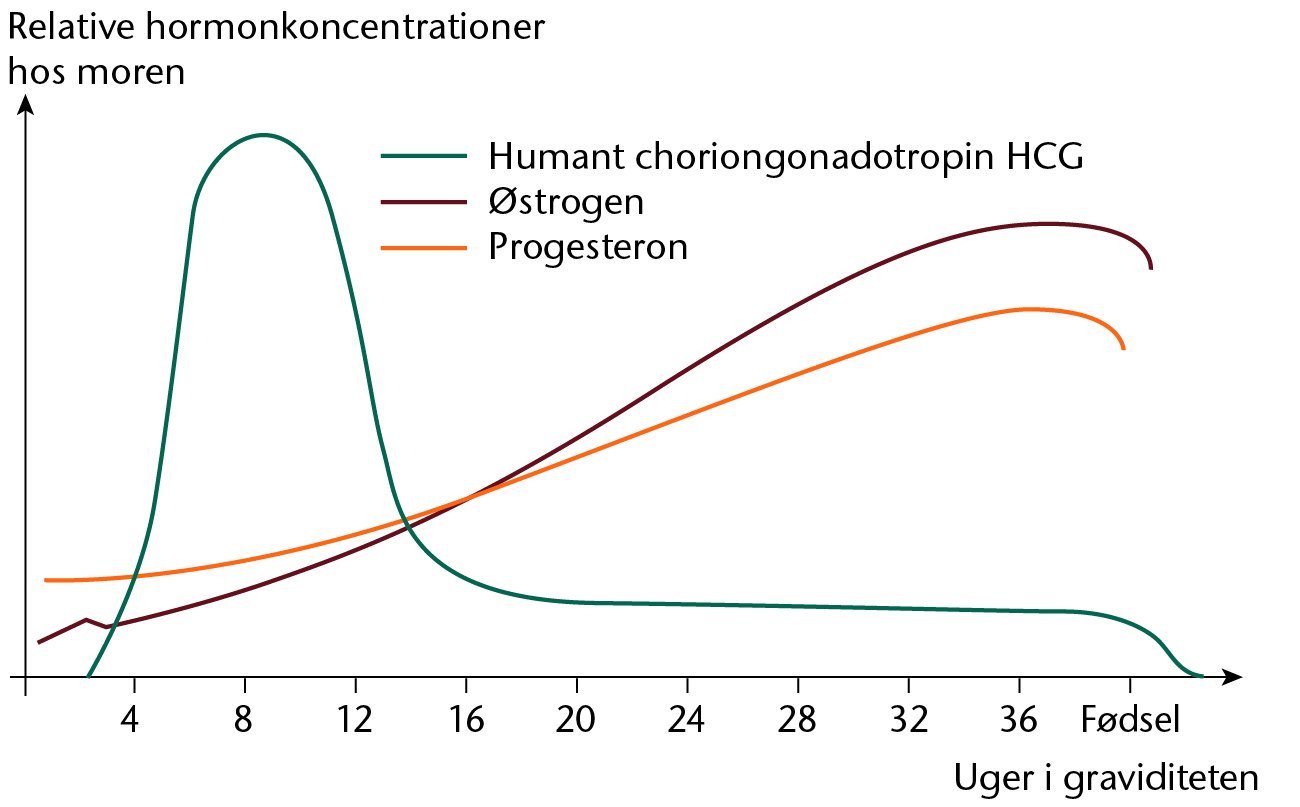 Relative hormonkoncentrationer
hos moren
Humant choriongonadotropin HCG
Østrogen
Progesteron
4 8 12 16 20 24 28 32 36 Fødsel
Uger i graviditeten